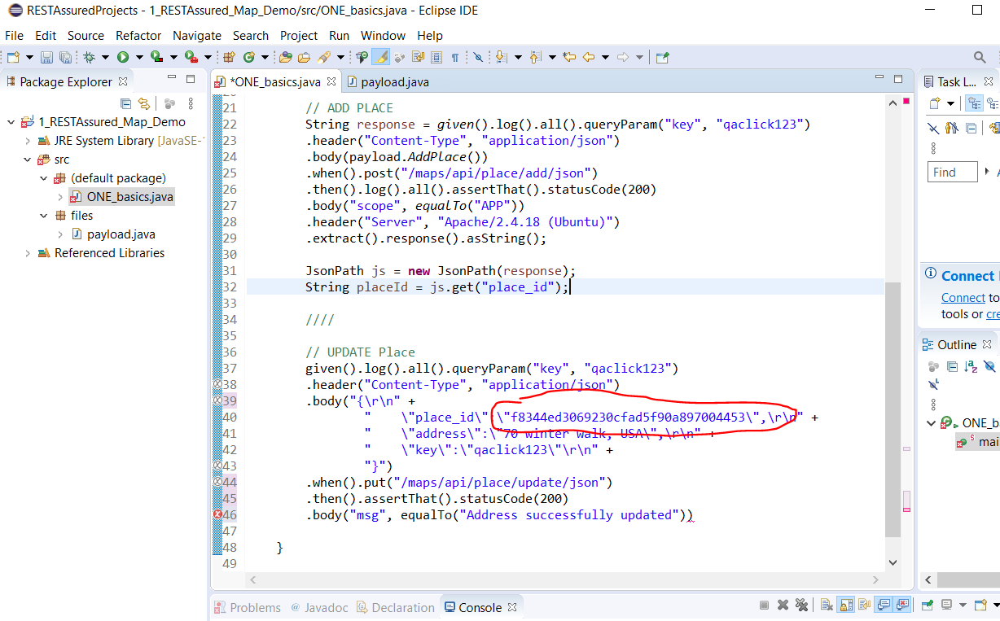 RESTAssuredProjects - 1_RESTAssured_Map_Demo/src/ONE_basics.java - Eclipse IDE
File Edit Source Refactor Navigate Search Project Run Window Help
Package Explorer
1_RESTAssured_Map_Demo
JRE System Library [JavaSE-1
src
(default package)
ONE_basics.java
files
payload.java
Referenced Libraries
*ONE_basics.java payload.java
21 // ADD PLACE
22 String response = given().log().all().queryParam("key", "qaclick123")
23 .header("Content-Type", "application/json")
24 .body(payload.AddPlace())
25 .when().post("/maps/api/place/add/json")
26 .then().log().all().assertThat().statusCode(200)
27 .body("scope", equalTo("APP"))
28 .header("Server", "Apache/2.4.18 (Ubuntu)")
29 .extract().response().asString();
30
31 JsonPath js = new JsonPath(response);
32 String placeId = js.get("place_id");
33
34 ////
35
36 // UPDATE Place
37 given().log().all().queryParam("key", "qaclick123")
38 .header("Content-Type", "application/json")
39 .body("{\r\n" +
40 " \"place_id\":\"f8344ed3069230cfad5f90a897004453\",\r\n" +
41 " \"address\":\"70 winter walk, USA\",\r\n" +
42 " \"key\":\"qaclick123\"\r\n" +
43 "}")
44 .when().put("/maps/api/place/update/json")
45 .then().assertThat().statusCode(200)
46 .body("msg", equalTo("Address successfully updated"))
47
48 }
49
Task L...
Find
Connect
Connect to
tools or cre
Outline
ONE_b
mai
Problems Javadoc Declaration Console